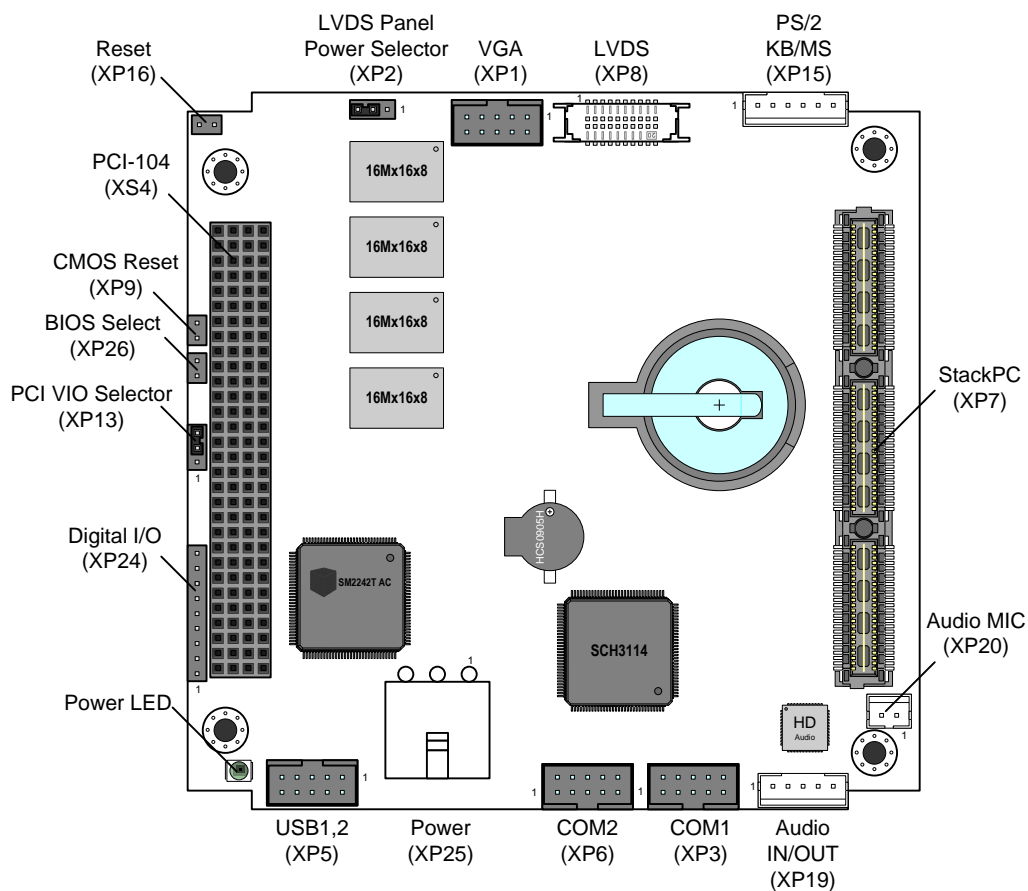 LVDS Panel
Power Selector
(XP2)
VGA
(XP1)
LVDS
(XP8)
PS/2
KB/MS
(XP15)
Reset
(XP16)
1
1
1
1
PCI-104
(XS4)
16Mx16x8
16Mx16x8
16Mx16x8
16Mx16x8
CMOS Reset
(XP9)
BIOS Select
(XP26)
PCI VIO Selector
(XP13)
1
StackPC
(XP7)
Digital I/O
(XP24)
1
HCS0905H
SM2242T AC
SCH3114
Audio MIC
(XP20)
1
HD
Audio
Power LED
1
1
1
1
1
USB1,2
(XP5)
Power
(XP25)
COM2
(XP6)
COM1
(XP3)
Audio
IN/OUT
(XP19)